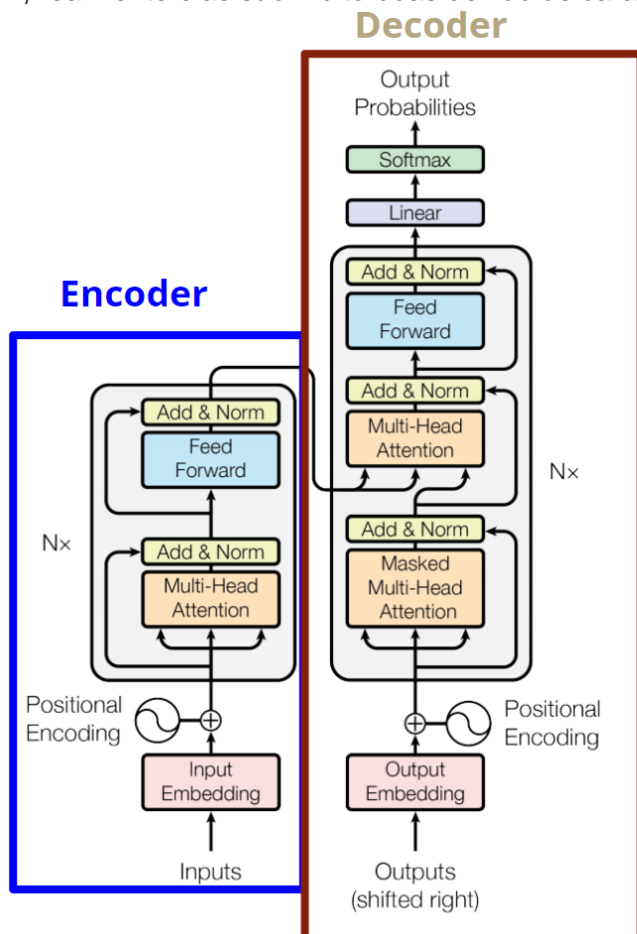 Decoder
Output
Probabilities
Softmax
Linear
Add & Norm
Feed
Forward
Add & Norm
Multi-Head
Attention
Nx
Add & Norm
Masked
Multi-Head
Attention
Positional
Encoding
Output
Embedding
Outputs
(shifted right)
Encoder
Add & Norm
Feed
Forward
Nx
Add & Norm
Multi-Head
Attention
Positional
Encoding
Input
Embedding
Inputs